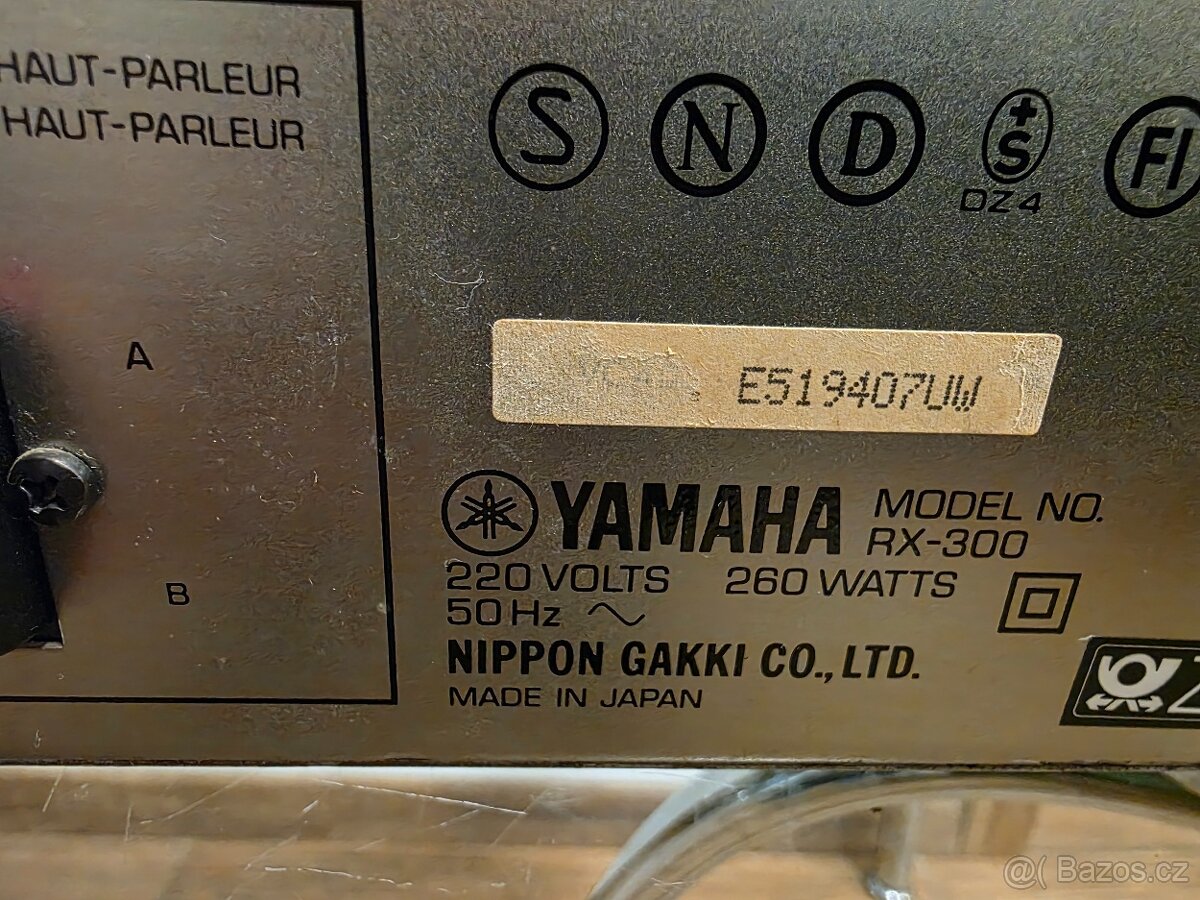 HAUT-PARLEUR
HAUT-PARLEUR
S N D +S FI
DZ4
A
E519407UW
YAMAHA MODEL NO.
RX-300
220 VOLTS 260 WATTS
B
50 Hz
NIPPON GAKKI CO., LTD.
MADE IN JAPAN
Z
@( Bazos.cz